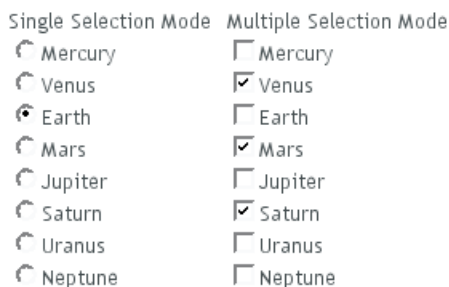 Single Selection Mode Multiple Selection Mode
Mercury Mercury
Venus Venus
Earth Earth
Mars Mars
Jupiter Jupiter
Saturn Saturn
Uranus Uranus
Neptune Neptune